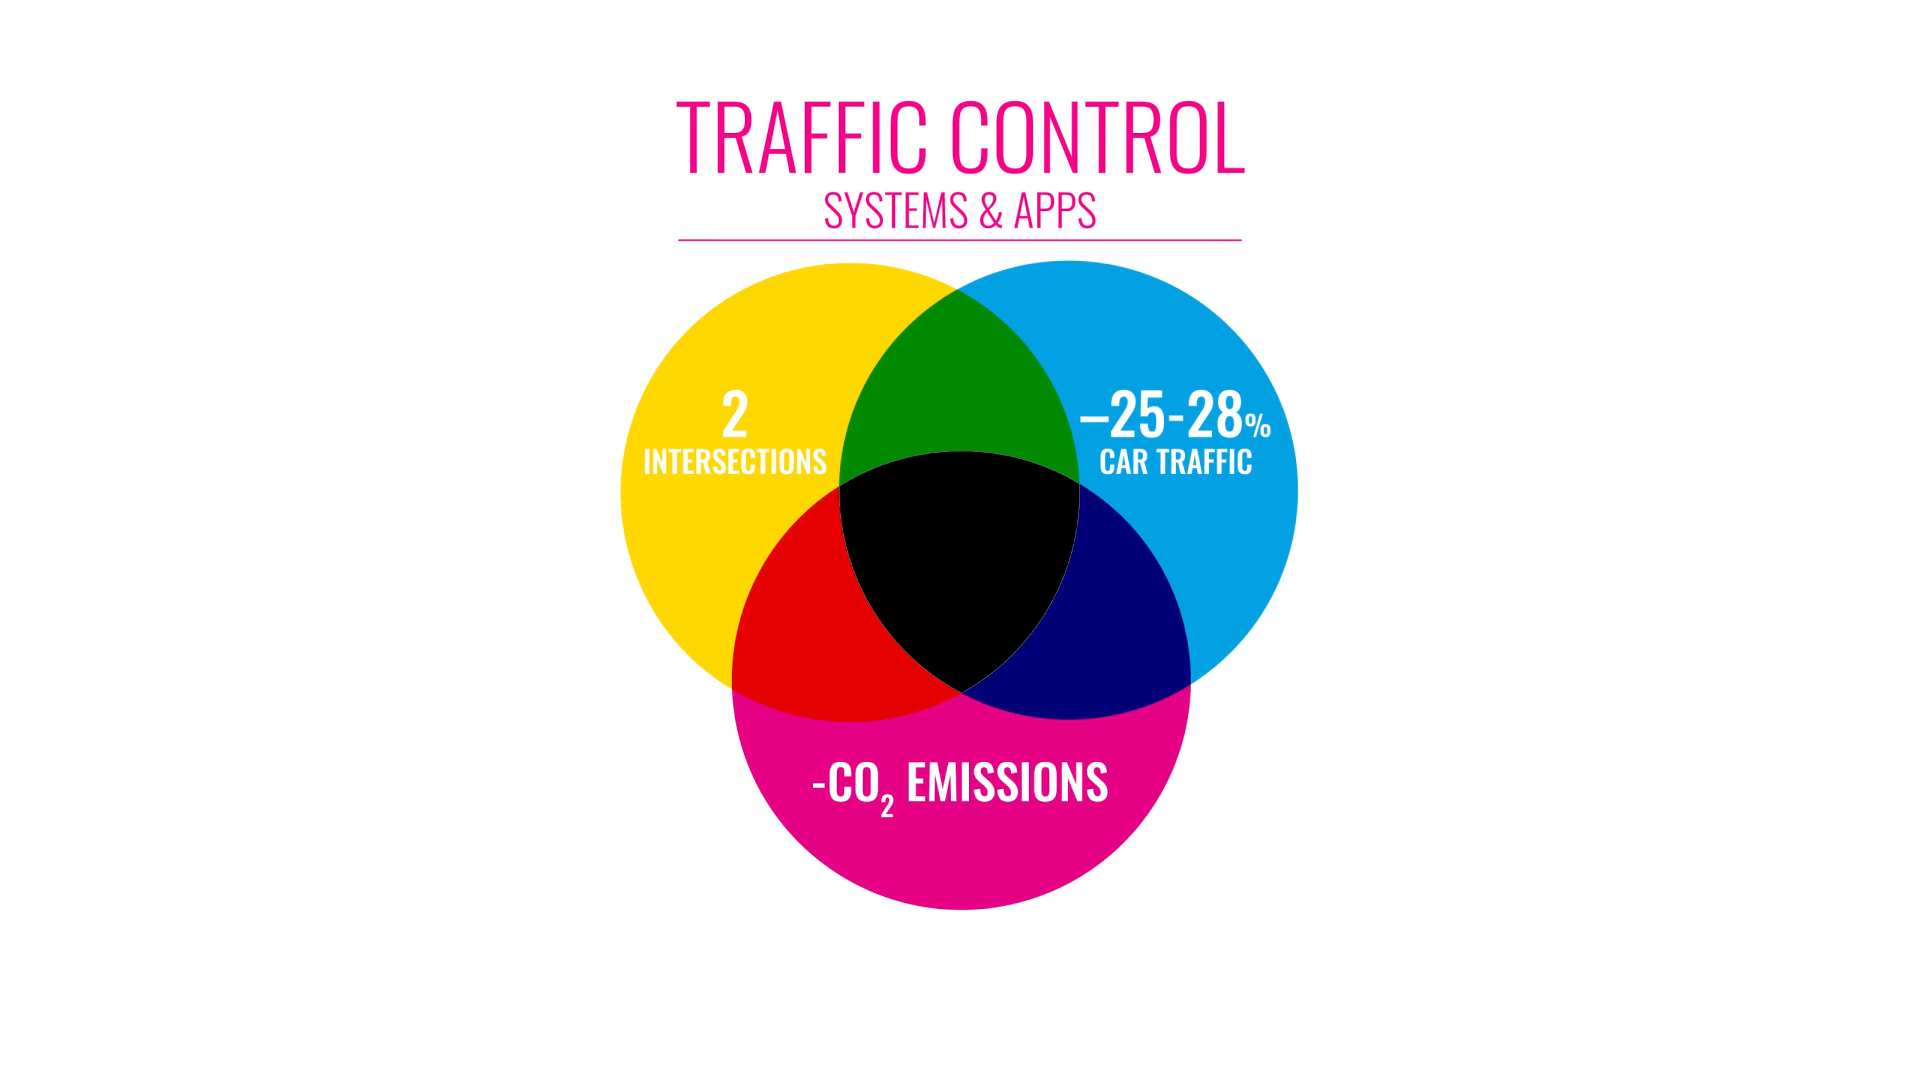 TRAFFIC CONTROL
SYSTEMS & APPS
2
INTERSECTIONS
–25-28%
CAR TRAFFIC
-CO₂ EMISSIONS